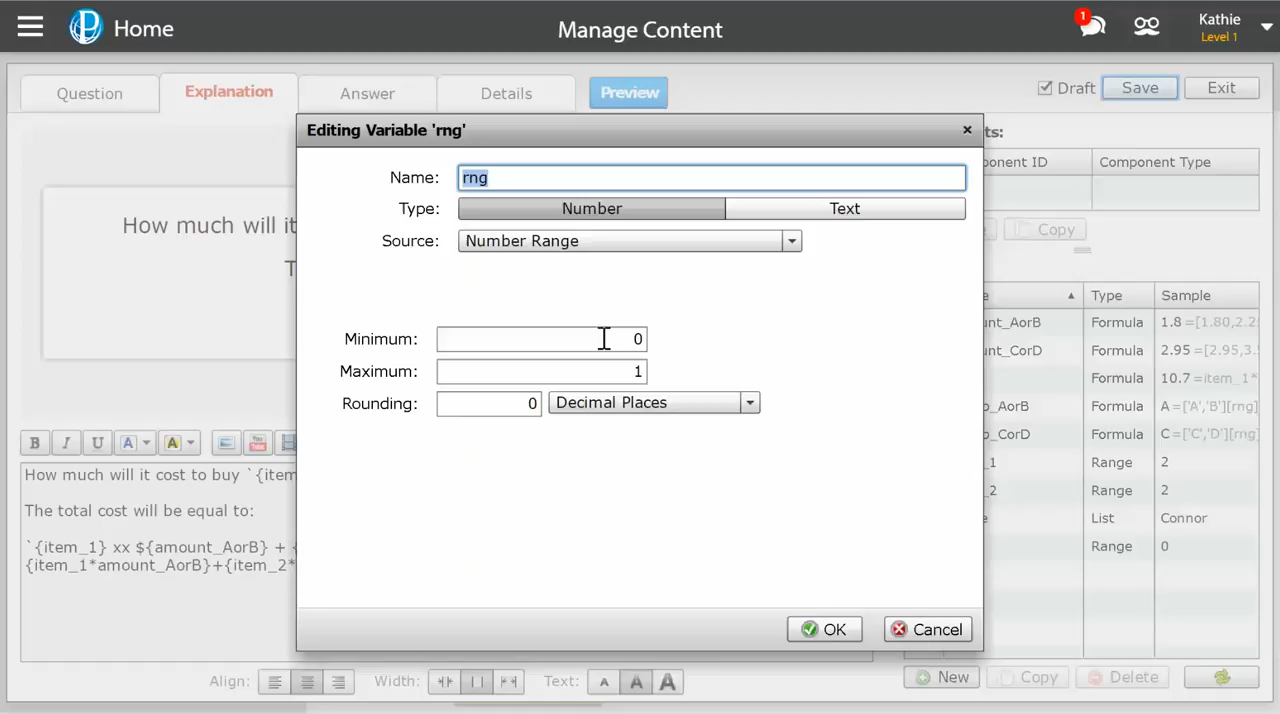 Home
Manage Content
1
Kathie
Level 1
Question
Explanation
Answer
Details
Preview
Draft
Save
Exit
Editing Variable 'rng'
×
ts:
Name:
rng
omponent ID
Component Type
Type:
Number
Text
Source:
Number Range
Copy
How much will it
T
Minimum:
0
Maximum:
1
Rounding:
0
Decimal Places
Type
Sample
unt_AorB
Formula
1.8 =[1.80,2.2
unt_CorD
Formula
2.95 =[2.95,3.5
Formula
10.7 =item_1*
_AorB
Formula
A =['A','B'][rng]
_CorD
Formula
C =['C','D'][rng]
_1
Range
2
_2
Range
2
e
List
Connor
Range
0
B
I
U
A
A
How much will it cost to buy `{item
The total cost will be equal to:
`{item_1} xx ${amount_AorB} + {
{item_1*amount_AorB}+{item_2*
OK
Cancel
Align:
Width:
Text:
A
A
A
New
Copy
Delete